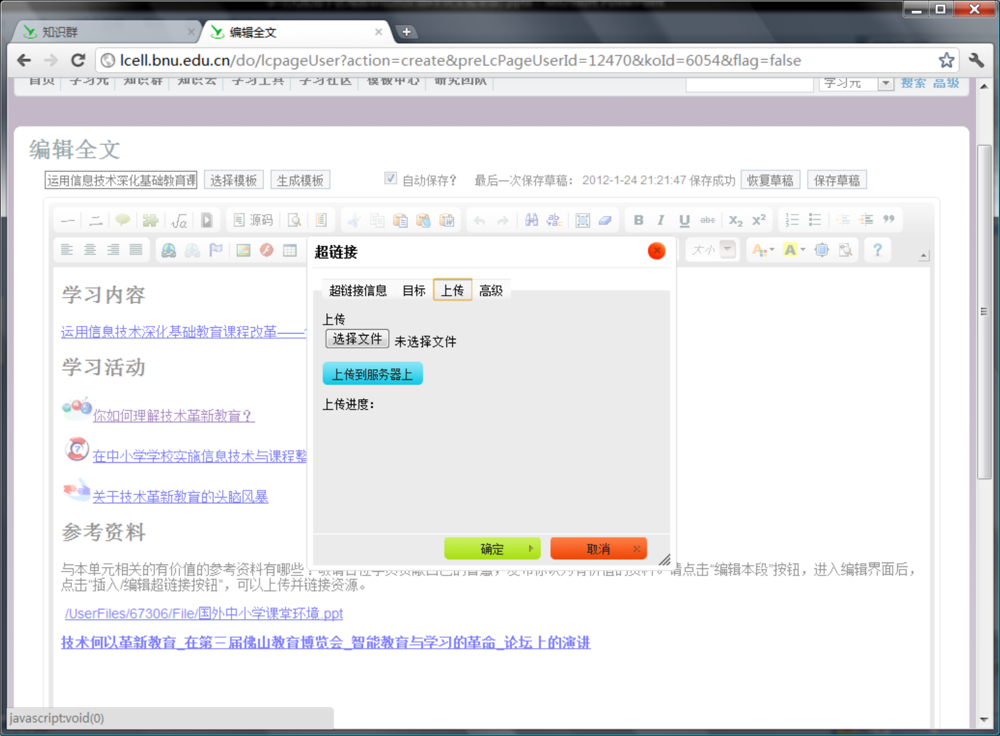 知识群
编辑全文
lcell.bnu.edu.cn/do/lcpageUser?action=create&preLcPageUserId=12470&koId=6054&flag=false
首页 学习元 知识群 知识云 学习工具 学习社区 模板中心 研究团队 学习元 搜索 高级
编辑全文
运用信息技术深化基础教育课 选择模板 生成模板 自动保存? 最后一次保存草稿: 2012-1-24 21:21:47 保存成功 恢复草稿 保存草稿
源码
B I U abc X₂ X²
大小 A A ?
超链接
超链接信息 目标 上传 高级
上传
选择文件 未选择文件
上传到服务器上
上传进度:
确定 取消
学习内容
运用信息技术深化基础教育课程改革——
学习活动
你如何理解技术革新教育?
在中小学学校实施信息技术与课程整
关于技术革新教育的头脑风暴
参考资料
与本单元相关的有价值的参考资料有哪些 请点击“编辑本段”按钮，进入编辑界面后，
点击“插入/编辑超链接按钮”，可以上传并链接资源。
/UserFiles/67306/File/国外中小学课堂环境.ppt
技术何以革新教育_在第三届佛山教育博览会_智能教育与学习的革命_论坛上的演讲
javascript:void(0)